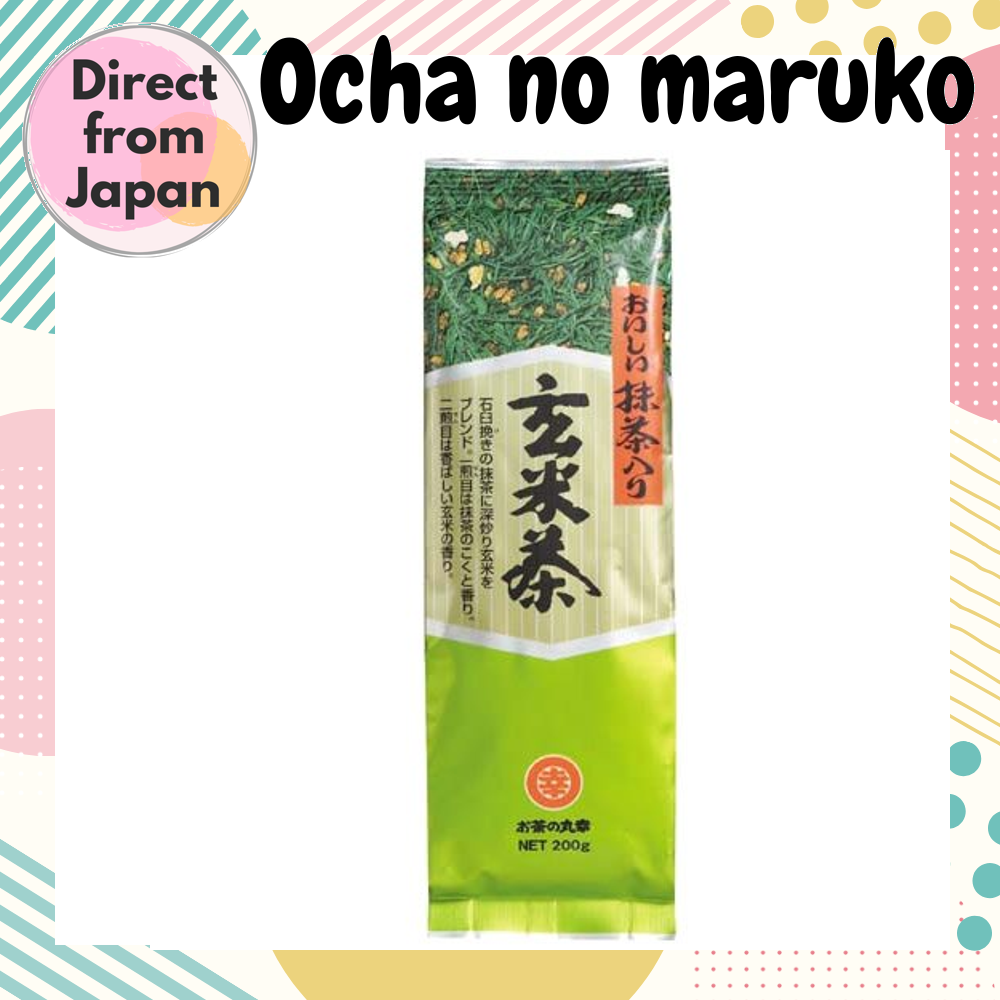 Direct
from
Japan
Ocha no maruko
おいしい抹茶入り
玄米茶
石臼挽きの抹茶に深炒り玄米を
ブレンド。一煎目は抹茶のこくと香り。
二煎目は香ばしい玄米の香り。
幸
お茶の丸幸
NET 200g